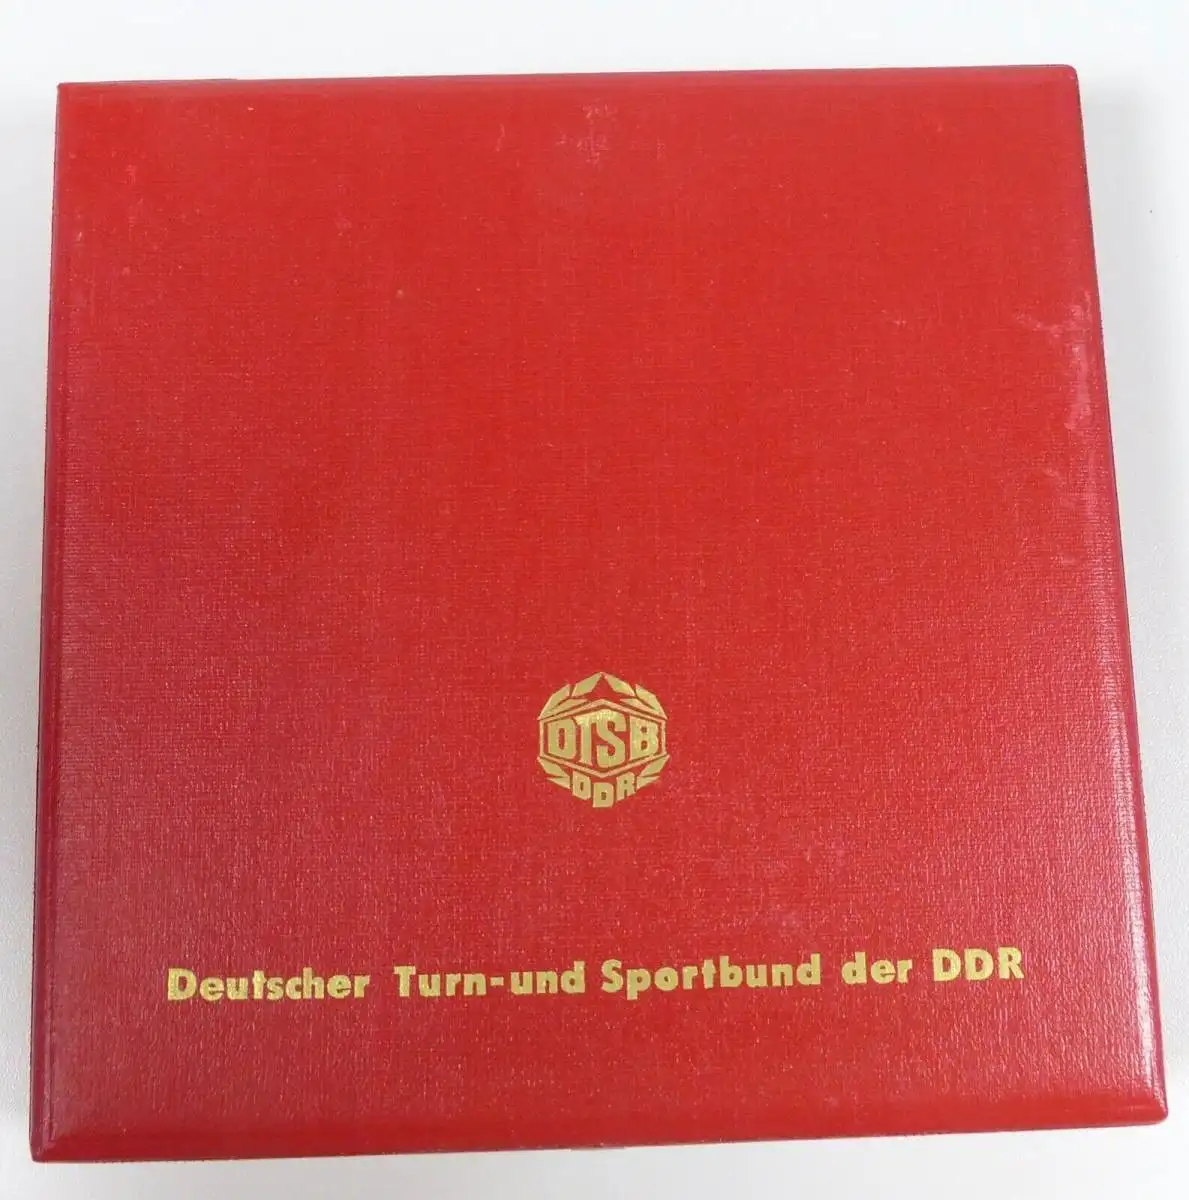 DTSB
DDR
Deutscher Turn-und Sportbund der DDR